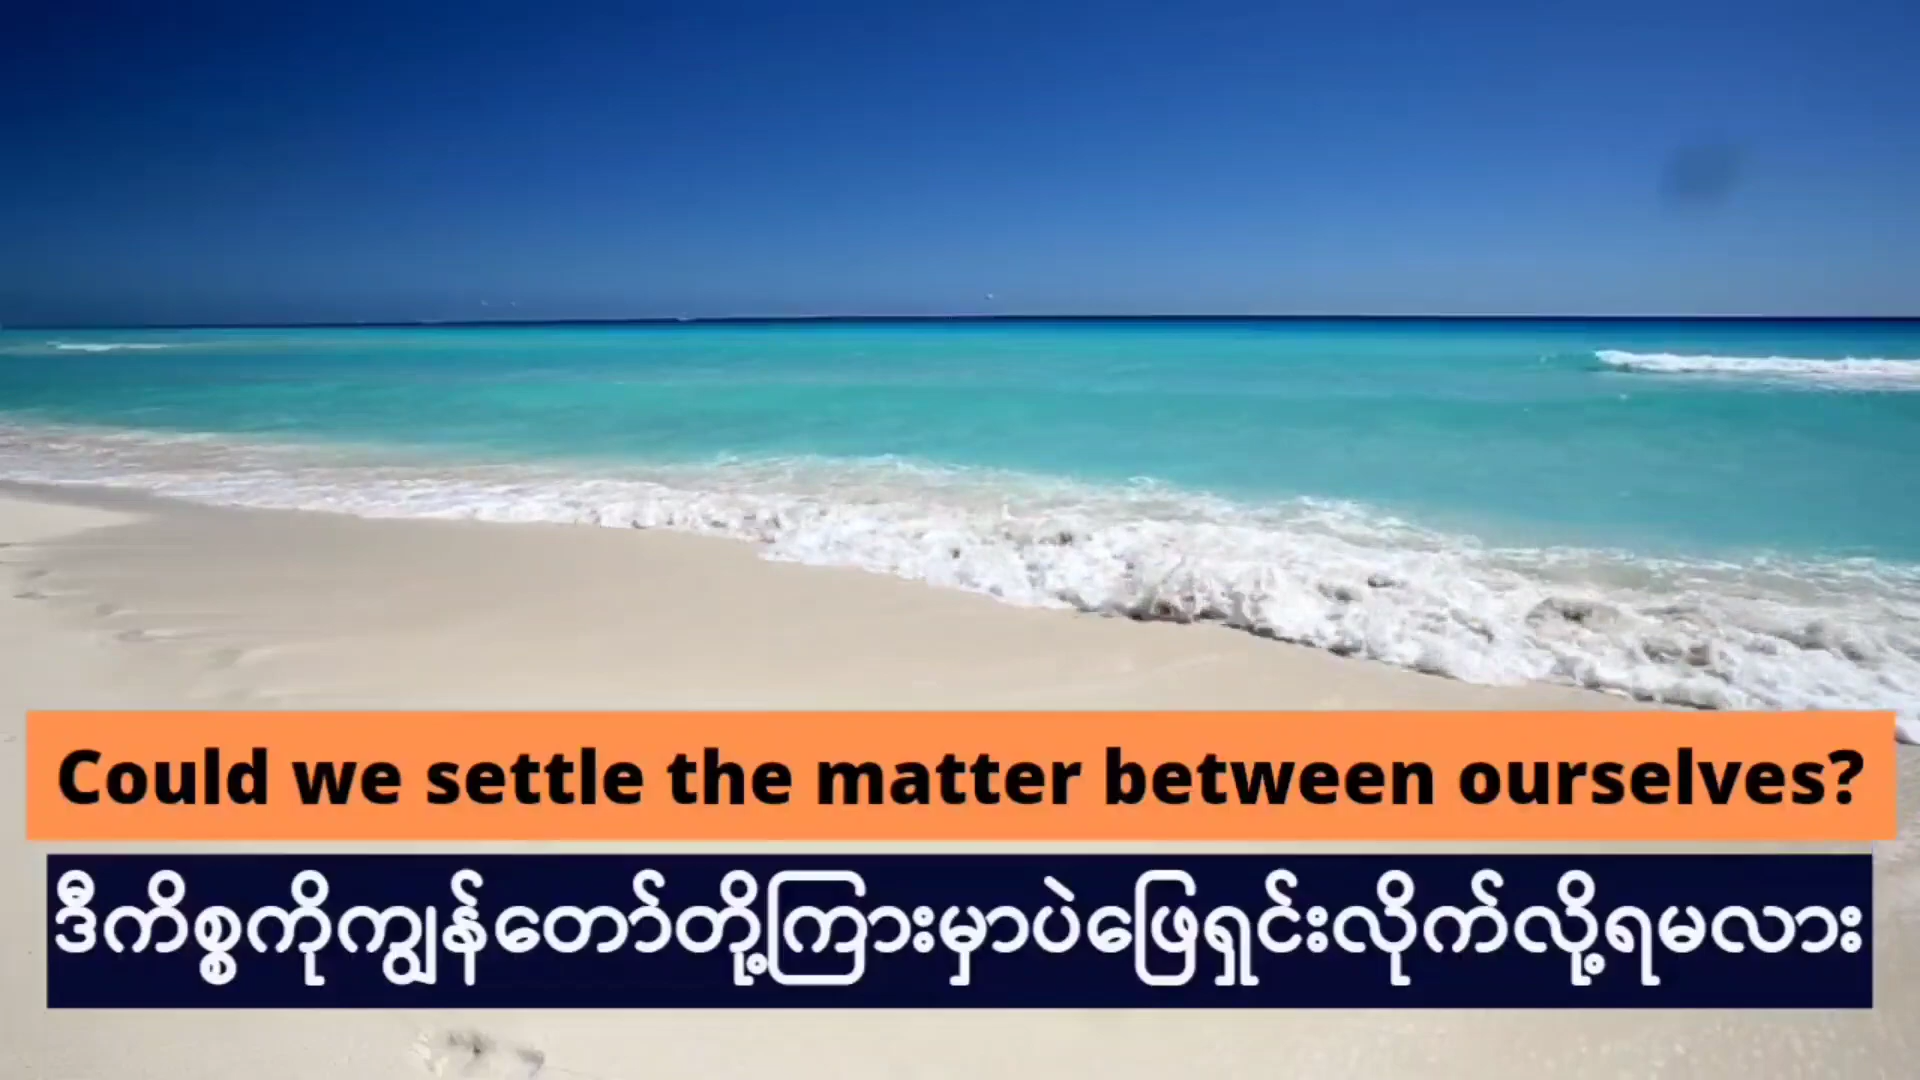 Could we settle the matter between ourselves?
ဒီကိစ္စကိုကျွန်တော်တို့ကြားမှာပဲဖြေရှင်းလိုက်လို့ရမလား